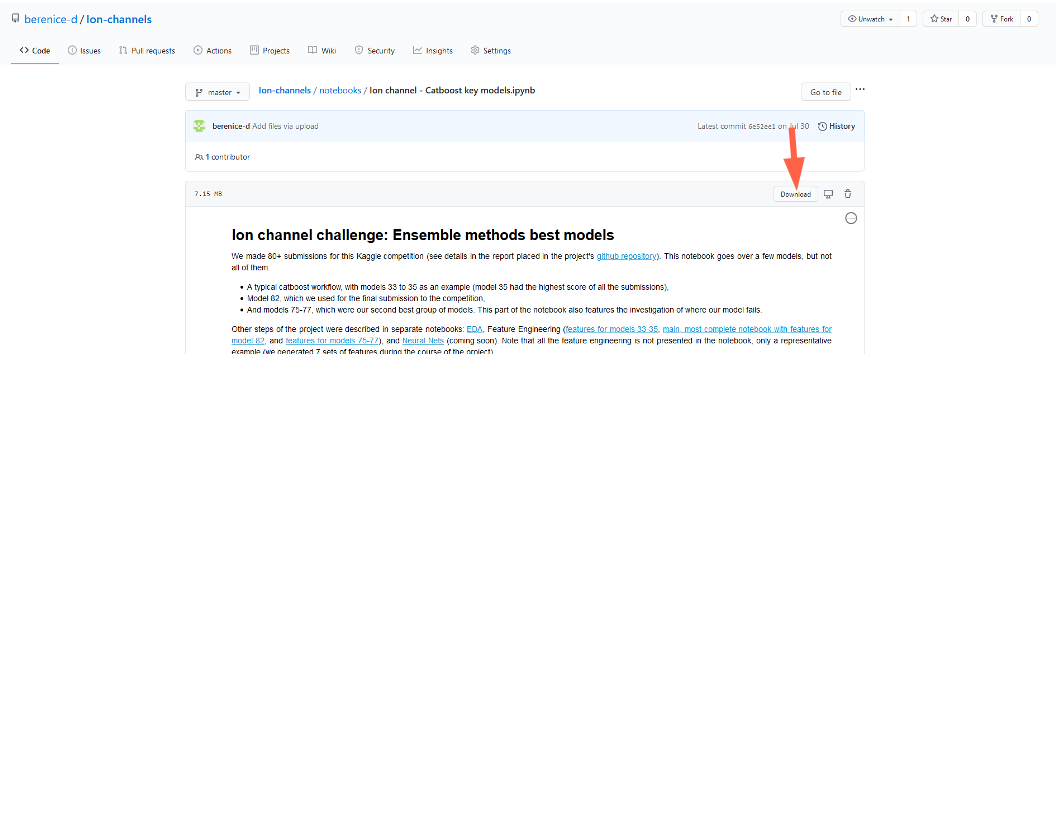 berenice-d / Ion-channels
Unwatch 1 Star 0 Fork 0
Code Issues Pull requests Actions Projects Wiki Security Insights Settings
master Ion-channels / notebooks / Ion channel - Catboost key models.ipynb Go to file ...
berenice-d Add files via upload Latest commit 6e52ee1 on Jul 30 History
1 contributor
7.15 MB Download
Ion channel challenge: Ensemble methods best models
We made 80+ submissions for this Kaggle competition (see details in the report placed in the project's github repository). This notebook goes over a few models, but not
all of them
• A typical catboost workflow, with models 33 to 35 as an example (model 35 had the highest score of all the submissions),
• Model 82, which we used for the final submission to the competition,
• And models 75-77, which were our second best group of models. This part of the notebook also features the investigation of where our model fails.
Other steps of the project were described in separate notebooks: EDA, Feature Engineering (features for models 33 35, main, most complete notebook with features for
model 82, and features for models 75-77), and Neural Nets (coming soon). Note that all the feature engineering is not presented in the notebook, only a representative
example (we generated 7 sets of features during the course of the project)